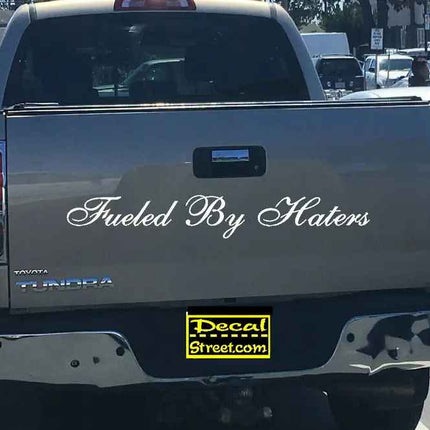 Fueled By Haters
TOYOTA
TUNDRA
Decal
Street.com